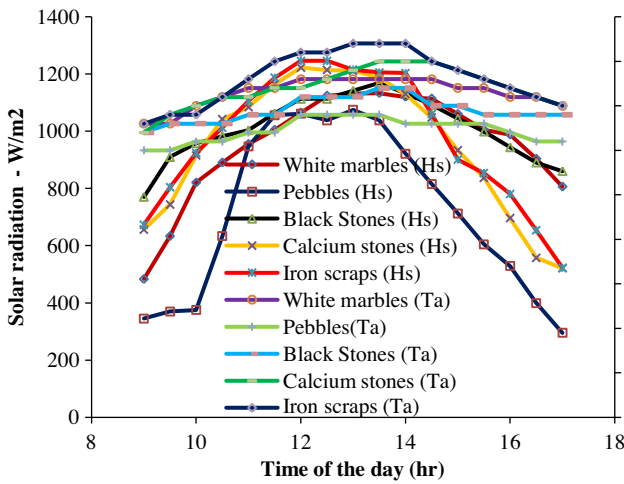 Solar radiation - W/m2
1400
1200
1000
800
600
400
200
0
White marbles (Hs)
Pebbles (Hs)
Black Stones (Hs)
Calcium stones (Hs)
Iron scraps (Hs)
White marbles (Ta)
Pebbles(Ta)
Black Stones (Ta)
Calcium stones (Ta)
Iron scraps (Ta)
8 10 12 14 16 18
Time of the day (hr)